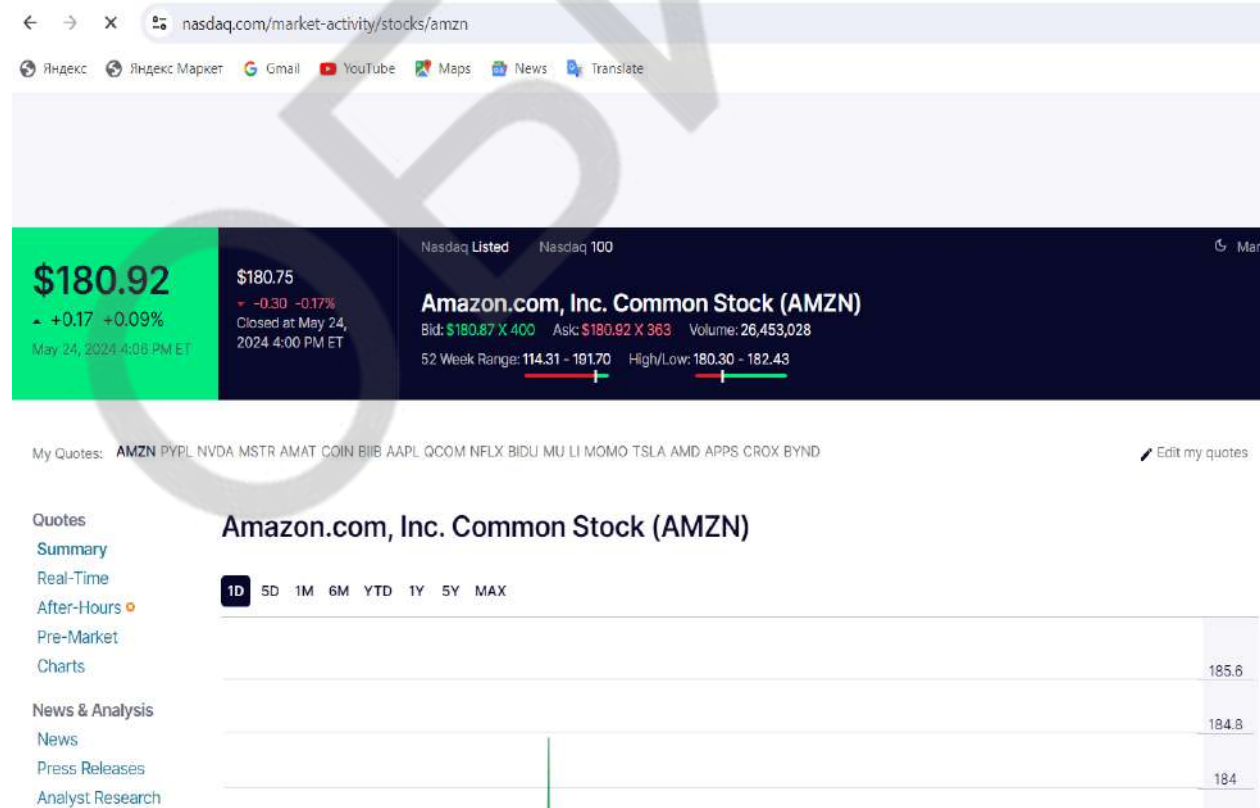 nasdaq.com/market-activity/stocks/amzn
Яндекс Яндекс Маркет Gmail YouTube Maps News Translate
Nasdaq Listed Nasdaq 100
$180.92
+0.17 +0.09%
May 24, 2024 4:06 PM ET
$180.75
-0.30 -0.17%
Closed at May 24,
2024 4:00 PM ET
Amazon.com, Inc. Common Stock (AMZN)
Bid: $180.87 X 400 Ask: $180.92 X 363 Volume: 26,453,028
52 Week Range: 114.31 - 191.70 High/Low: 180.30 - 182.43
My Quotes: AMZN PYPL NVDA MSTR AMAT COIN BIIB AAPL QCOM NFLX BIDU MU LI MOMO TSLA AMD APPS CROX BYND
Edit my quotes
Quotes
Summary
Real-Time
After-Hours
Pre-Market
Charts
News & Analysis
News
Press Releases
Analyst Research
Amazon.com, Inc. Common Stock (AMZN)
1D 5D 1M 6M YTD 1Y 5Y MAX
185.6
184.8
184